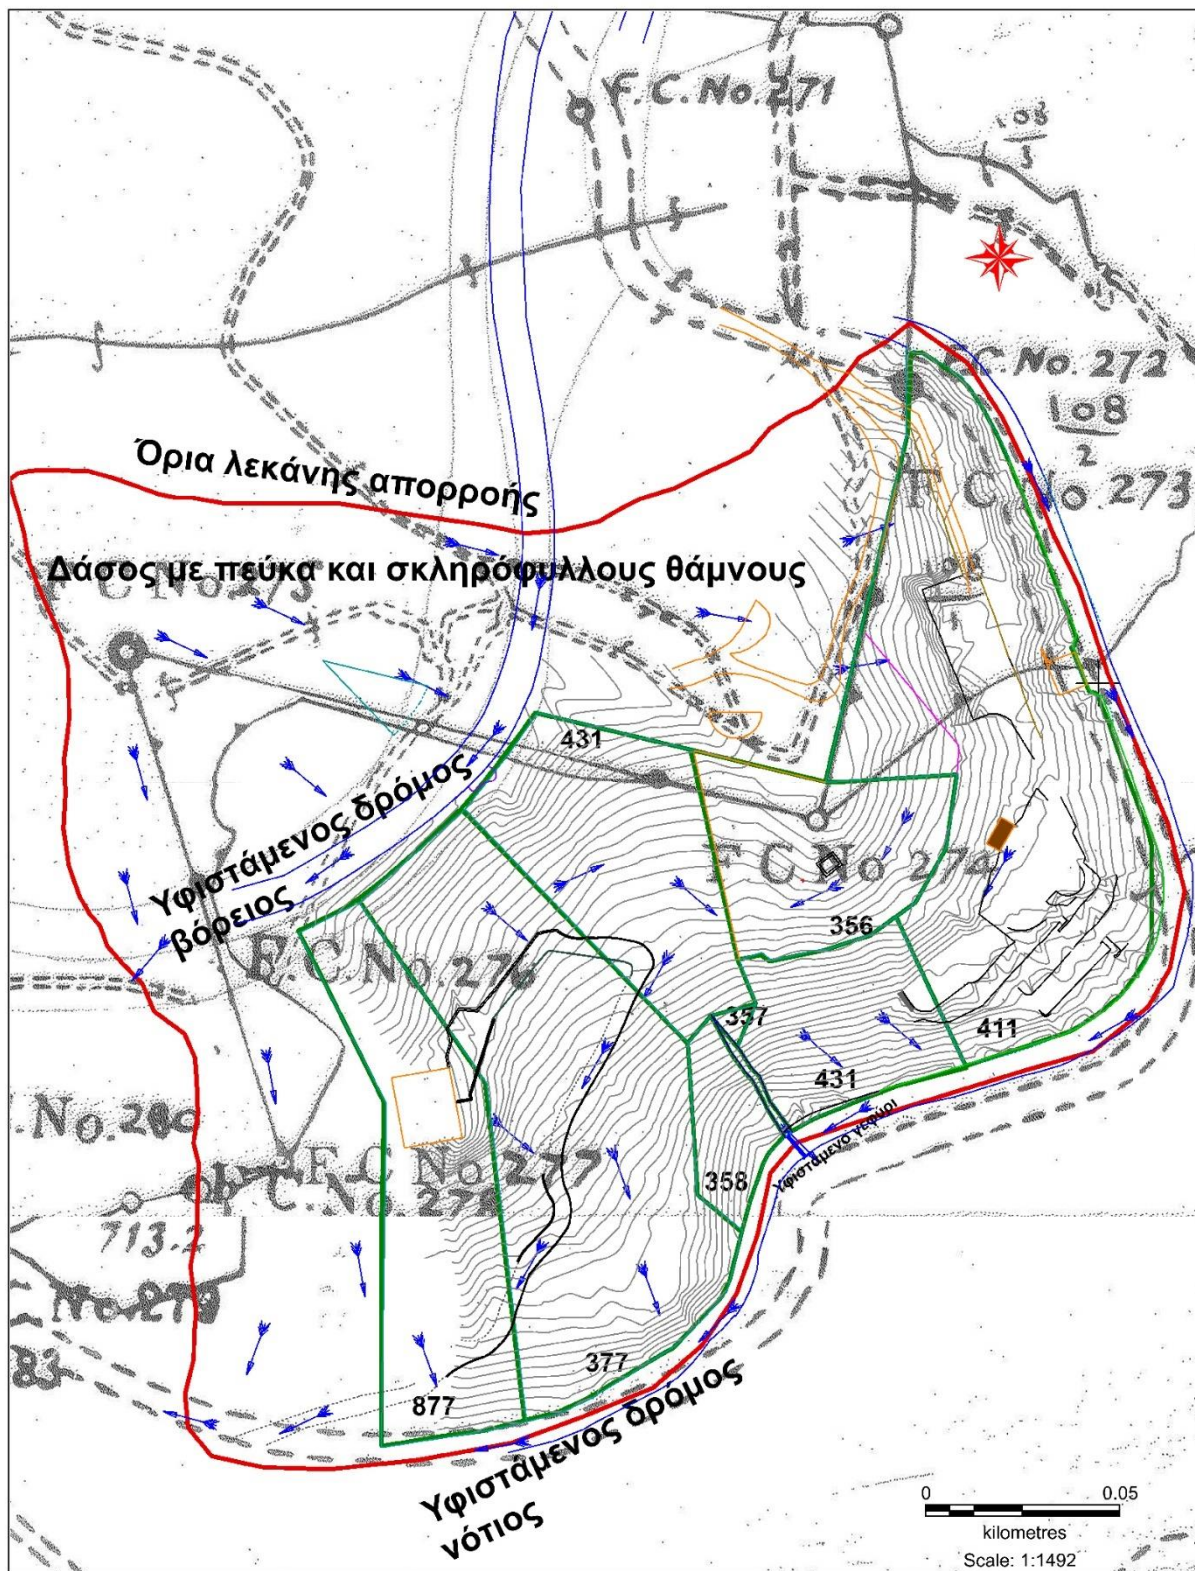 F.C.No.271
108
5
F.C.No. 272
108
2
F C No.273
Όρια λεκάνης απορροής
Δάσος με πεύκα και σκληρόφυλλους θάμνους
F C No 275
431
Υφιστάμενος δρόμος
βόρειος
F C No 274
356
F.C.No.276
357
411
431
Υφιστάμενο γεφύρι
F C No 277
358
713.2
No.279
83
377
877
Υφιστάμενος δρόμος
νότιος
0 0.05
kilometres
Scale: 1:1492